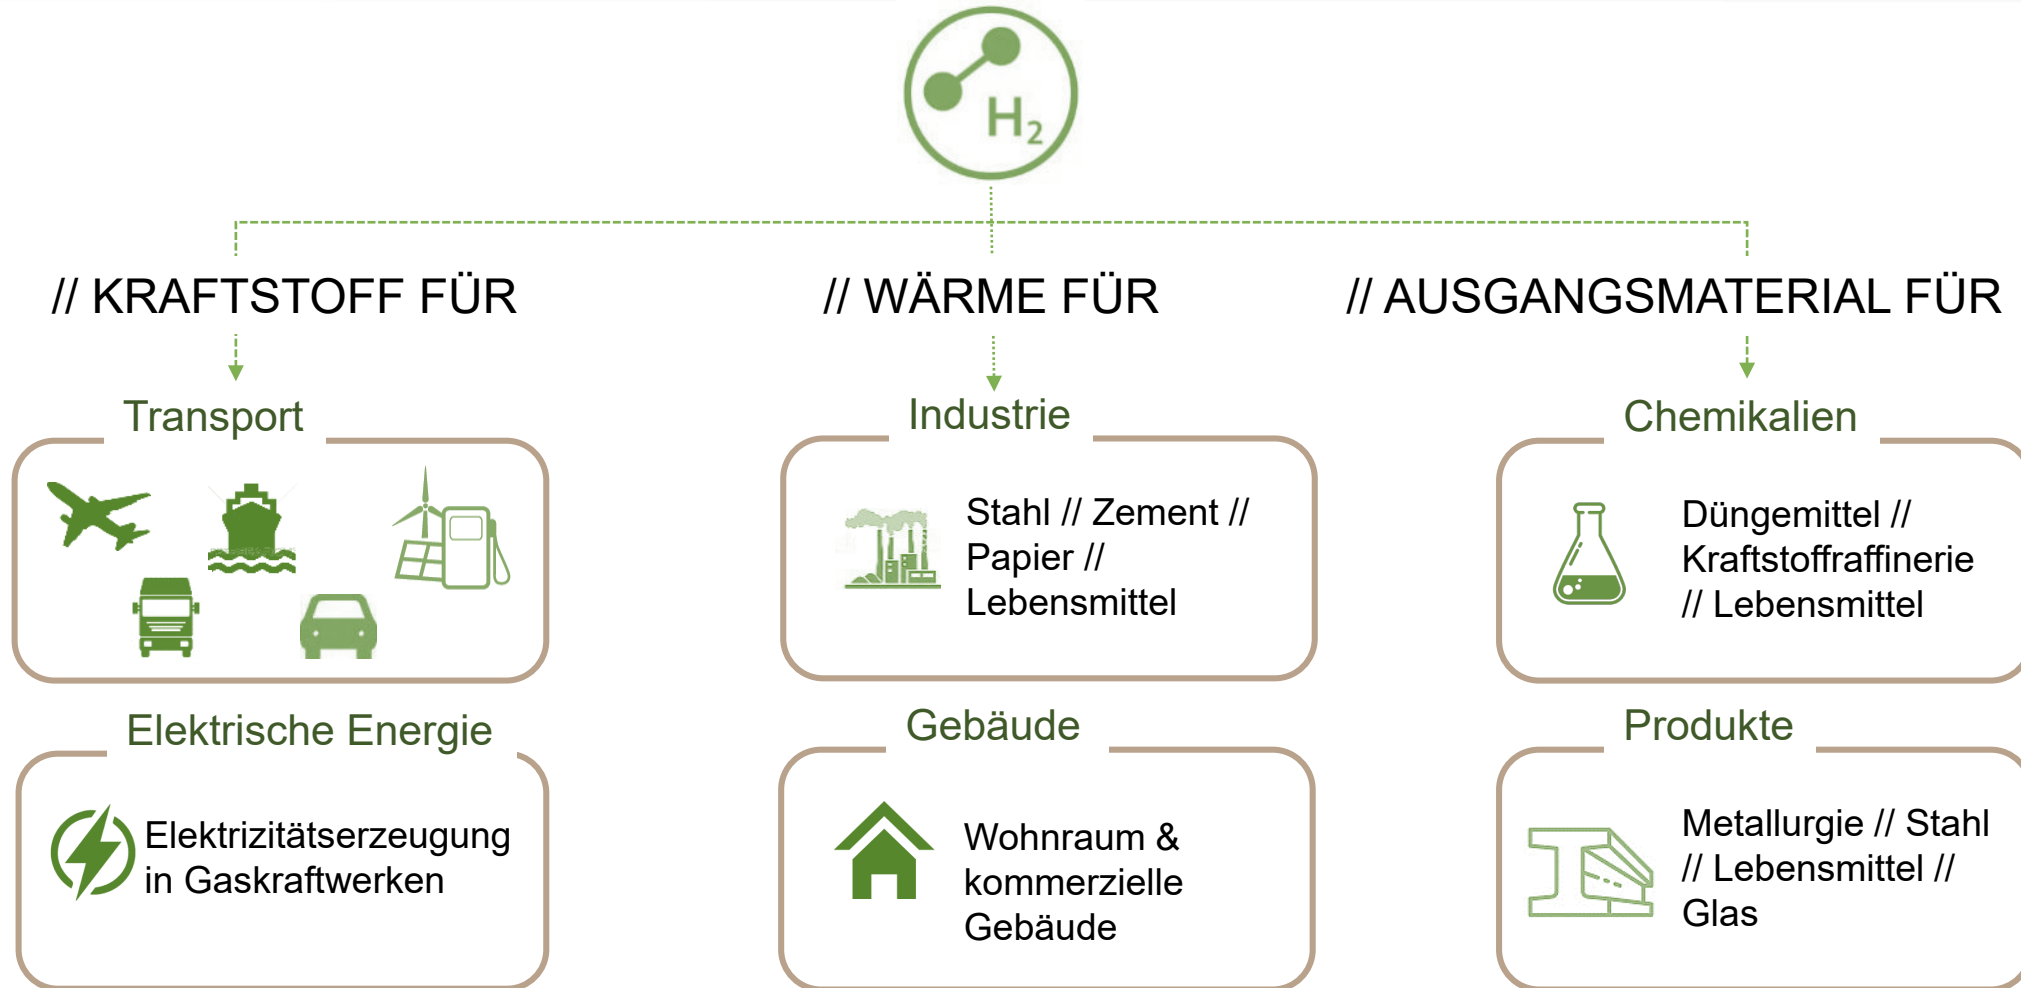 H₂
// KRAFTSTOFF FÜR
// WÄRME FÜR
// AUSGANGSMATERIAL FÜR
Transport
Industrie
Stahl // Zement //
Papier //
Lebensmittel
Chemikalien
Düngemittel //
Kraftstoffraffinerie
// Lebensmittel
Elektrische Energie
Elektrizitätserzeugung
in Gaskraftwerken
Gebäude
Wohnraum &
kommerzielle
Gebäude
Produkte
Metallurgie // Stahl
// Lebensmittel //
Glas